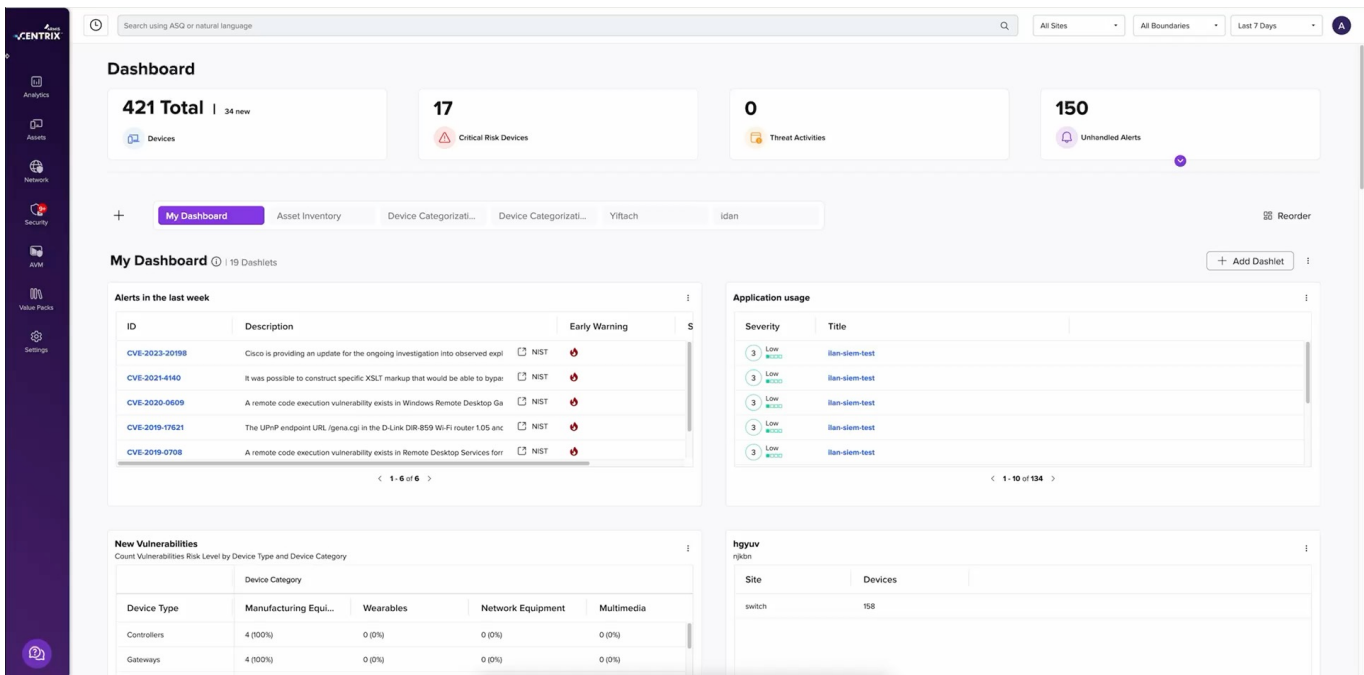 CENTRIX
Search using ASQ or natural language
All Sites
All Boundaries
Last 7 Days
A
Analytics
Assets
Network
9+
Security
AVM
Value Packs
Settings
Dashboard
421 Total | 34 new
Devices
17
Critical Risk Devices
0
Threat Activities
150
Unhandled Alerts
+ My Dashboard Asset Inventory Device Categorizati... Device Categorizati... Yiftach idan Reorder
My Dashboard | 19 Dashlets
+ Add Dashlet
Alerts in the last week
ID Description Early Warning S
CVE-2023-20198 Cisco is providing an update for the ongoing investigation into observed expl NIST
CVE-2021-4140 It was possible to construct specific XSLT markup that would be able to bypas NIST
CVE-2020-0609 A remote code execution vulnerability exists in Windows Remote Desktop Ga NIST
CVE-2019-17621 The UPnP endpoint URL /gena.cgi in the D-Link DIR-859 Wi-Fi router 1.05 and NIST
CVE-2019-0708 A remote code execution vulnerability exists in Remote Desktop Services forr NIST
< 1 - 6 of 6 >
Application usage
Severity Title
3 Low ilan-siem-test
3 Low ilan-siem-test
3 Low ilan-siem-test
3 Low ilan-siem-test
3 Low ilan-siem-test
< 1 - 10 of 134 >
New Vulnerabilities
Count Vulnerabilities Risk Level by Device Type and Device Category
Device Category
Device Type Manufacturing Equi... Wearables Network Equipment Multimedia
Controllers 4 (100%) 0 (0%) 0 (0%) 0 (0%)
Gateways 4 (100%) 0 (0%) 0 (0%) 0 (0%)
hgyuv
njkbn
Site Devices
switch 158